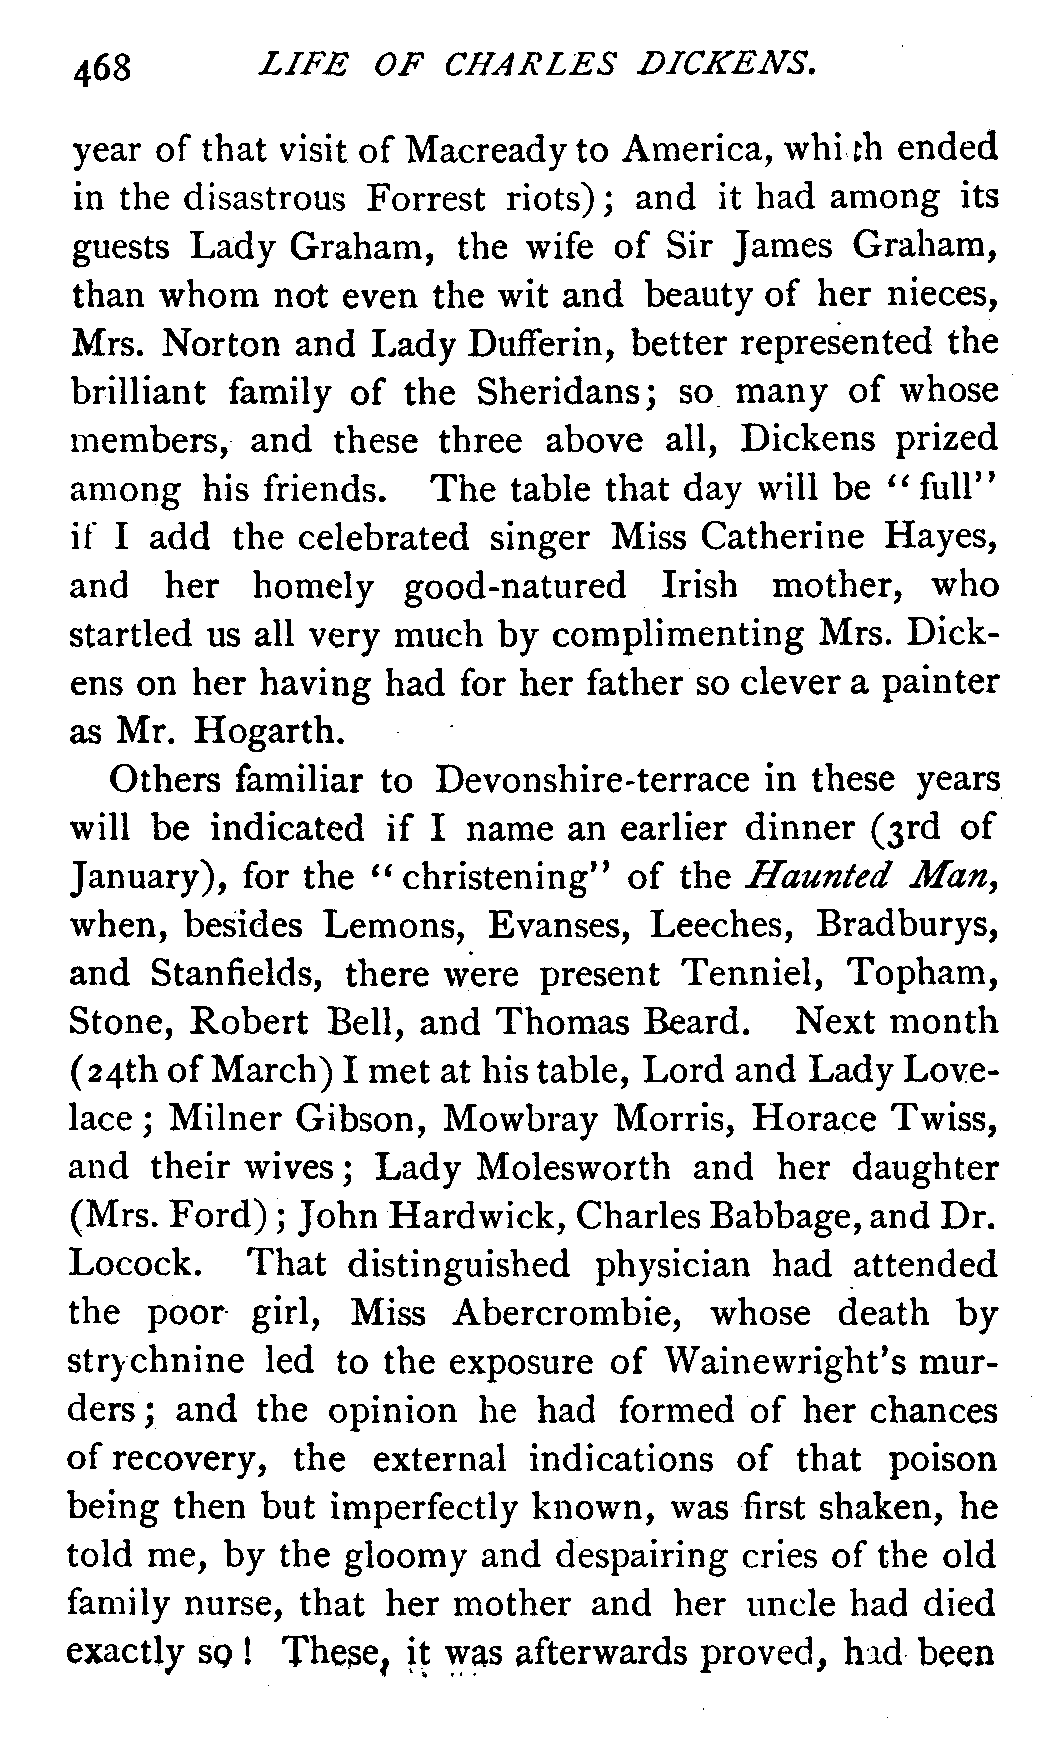 468 LIFE OF CHARLES DICKENS.
year of that visit of Macready to America, which ended
in the disastrous Forrest riots); and it had among its
guests Lady Graham, the wife of Sir James Graham,
than whom not even the wit and beauty of her nieces,
Mrs. Norton and Lady Dufferin, better represented the
brilliant family of the Sheridans; so many of whose
members, and these three above all, Dickens prized
among his friends. The table that day will be "full"
if I add the celebrated singer Miss Catherine Hayes,
and her homely good-natured Irish mother, who
startled us all very much by complimenting Mrs. Dick-
ens on her having had for her father so clever a painter
as Mr. Hogarth.
Others familiar to Devonshire-terrace in these years
will be indicated if I name an earlier dinner (3rd of
January), for the "christening" of the Haunted Man,
when, besides Lemons, Evanses, Leeches, Bradburys,
and Stanfields, there were present Tenniel, Topham,
Stone, Robert Bell, and Thomas Beard. Next month
(24th of March) I met at his table, Lord and Lady Love-
lace; Milner Gibson, Mowbray Morris, Horace Twiss,
and their wives; Lady Molesworth and her daughter
(Mrs. Ford); John Hardwick, Charles Babbage, and Dr.
Locock. That distinguished physician had attended
the poor girl, Miss Abercrombie, whose death by
strychnine led to the exposure of Wainewright's mur-
ders; and the opinion he had formed of her chances
of recovery, the external indications of that poison
being then but imperfectly known, was first shaken, he
told me, by the gloomy and despairing cries of the old
family nurse, that her mother and her uncle had died
exactly so! These, it was afterwards proved, had been